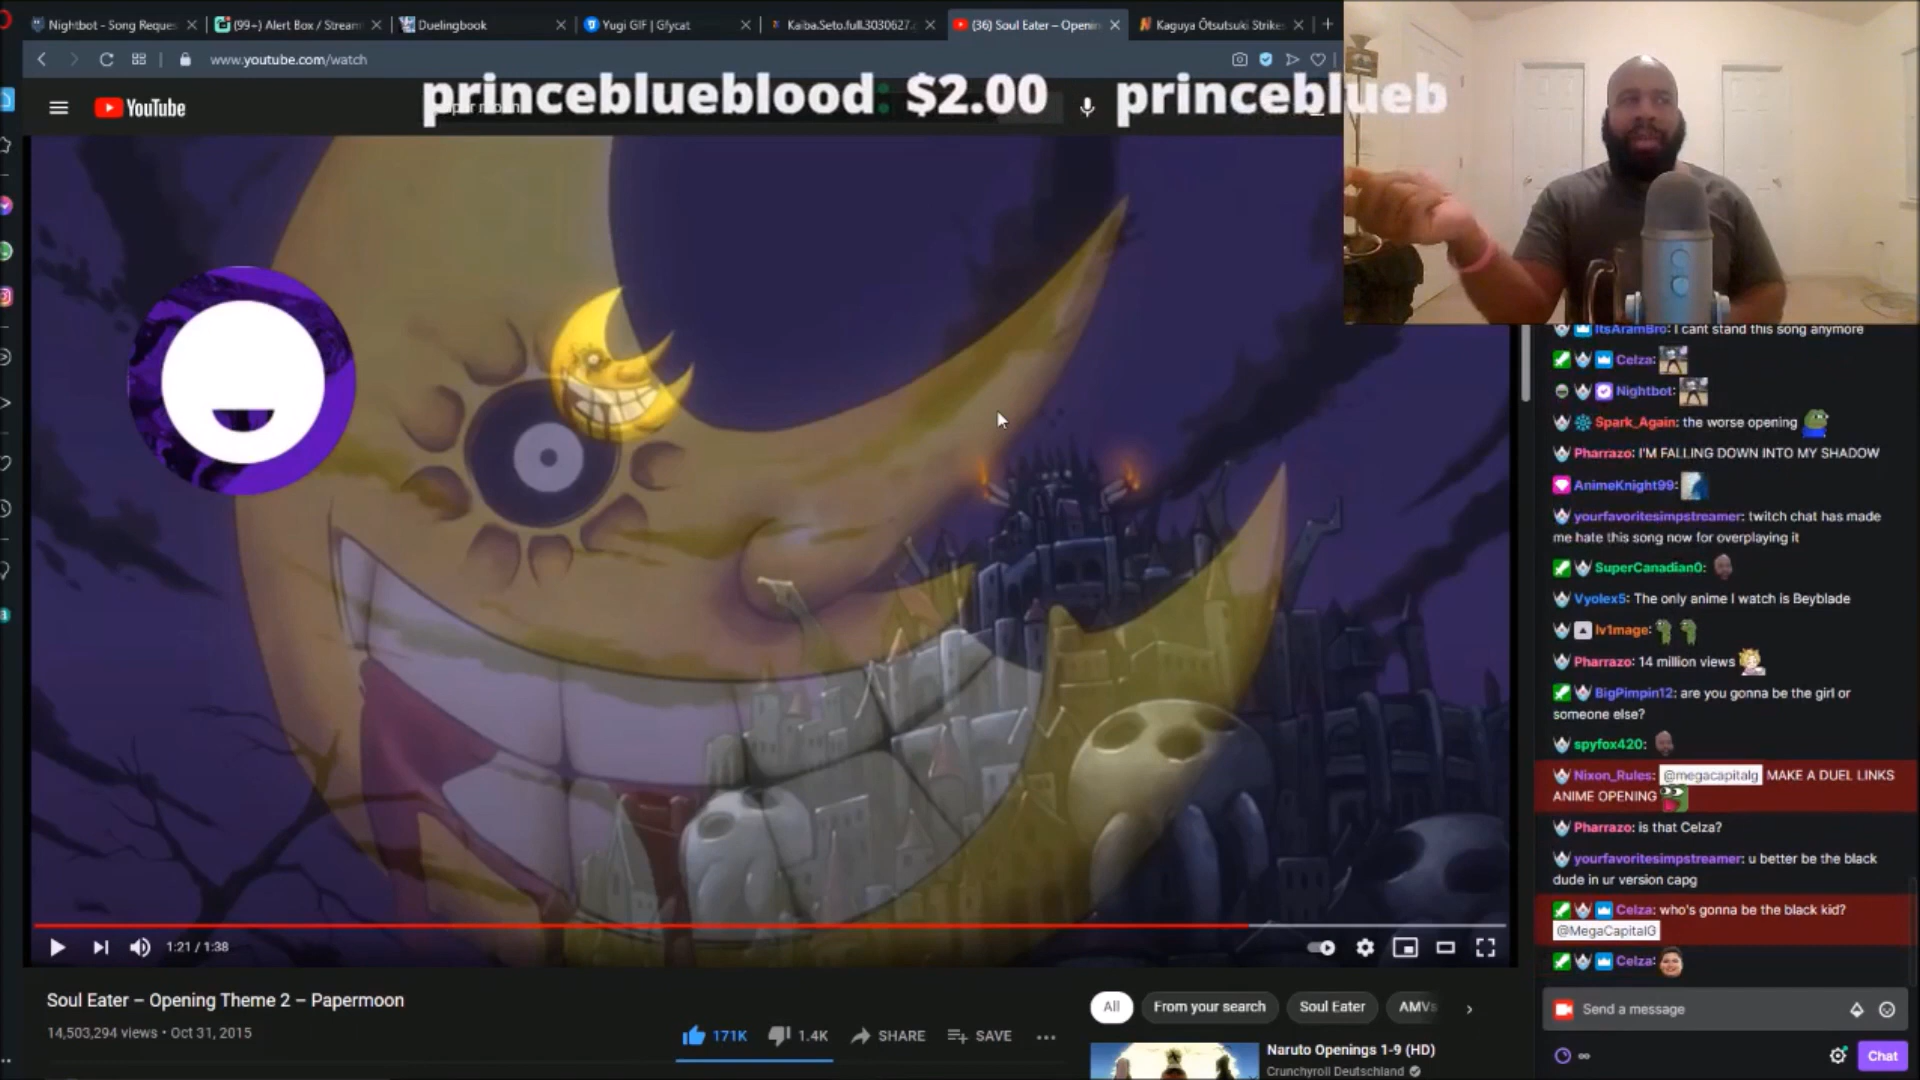 Nightbot - Song Reques
(99+) Alert Box / Stream
Duelingbook
Yugi GIF | Gfycat
Kaiba.Seto.full.3030627.
(36) Soul Eater – Openin
Kaguya Ōtsutsuki Strikes
www.youtube.com/watch
princeblueblood: $2.00 princeblueb
YouTube
ItsAramBro: I cant stand this song anymore
Celza:
Nightbot:
Spark_Again: the worse opening
Pharrazo: I'M FALLING DOWN INTO MY SHADOW
AnimeKnight99:
yourfavoritesimpstreamer: twitch chat has made
me hate this song now for overplaying it
SuperCanadian0:
Vyolex5: The only anime I watch is Beyblade
lv1mage:
Pharrazo: 14 million views
BigPimpin12: are you gonna be the girl or
someone else?
spyfox420:
Nixon_Rules: @megacapitalg MAKE A DUEL LINKS
ANIME OPENING
Pharrazo: is that Celza?
yourfavoritesimpstreamer: u better be the black
dude in ur version capg
Celza: who's gonna be the black kid?
@MegaCapitalG
Celza:
Send a message
Chat
1:21 / 1:38
Soul Eater – Opening Theme 2 – Papermoon
14,503,294 views • Oct 31, 2015
171K
1.4K
SHARE
SAVE
All
From your search
Soul Eater
AMVs
Naruto Openings 1-9 (HD)
Crunchyroll Deutschland